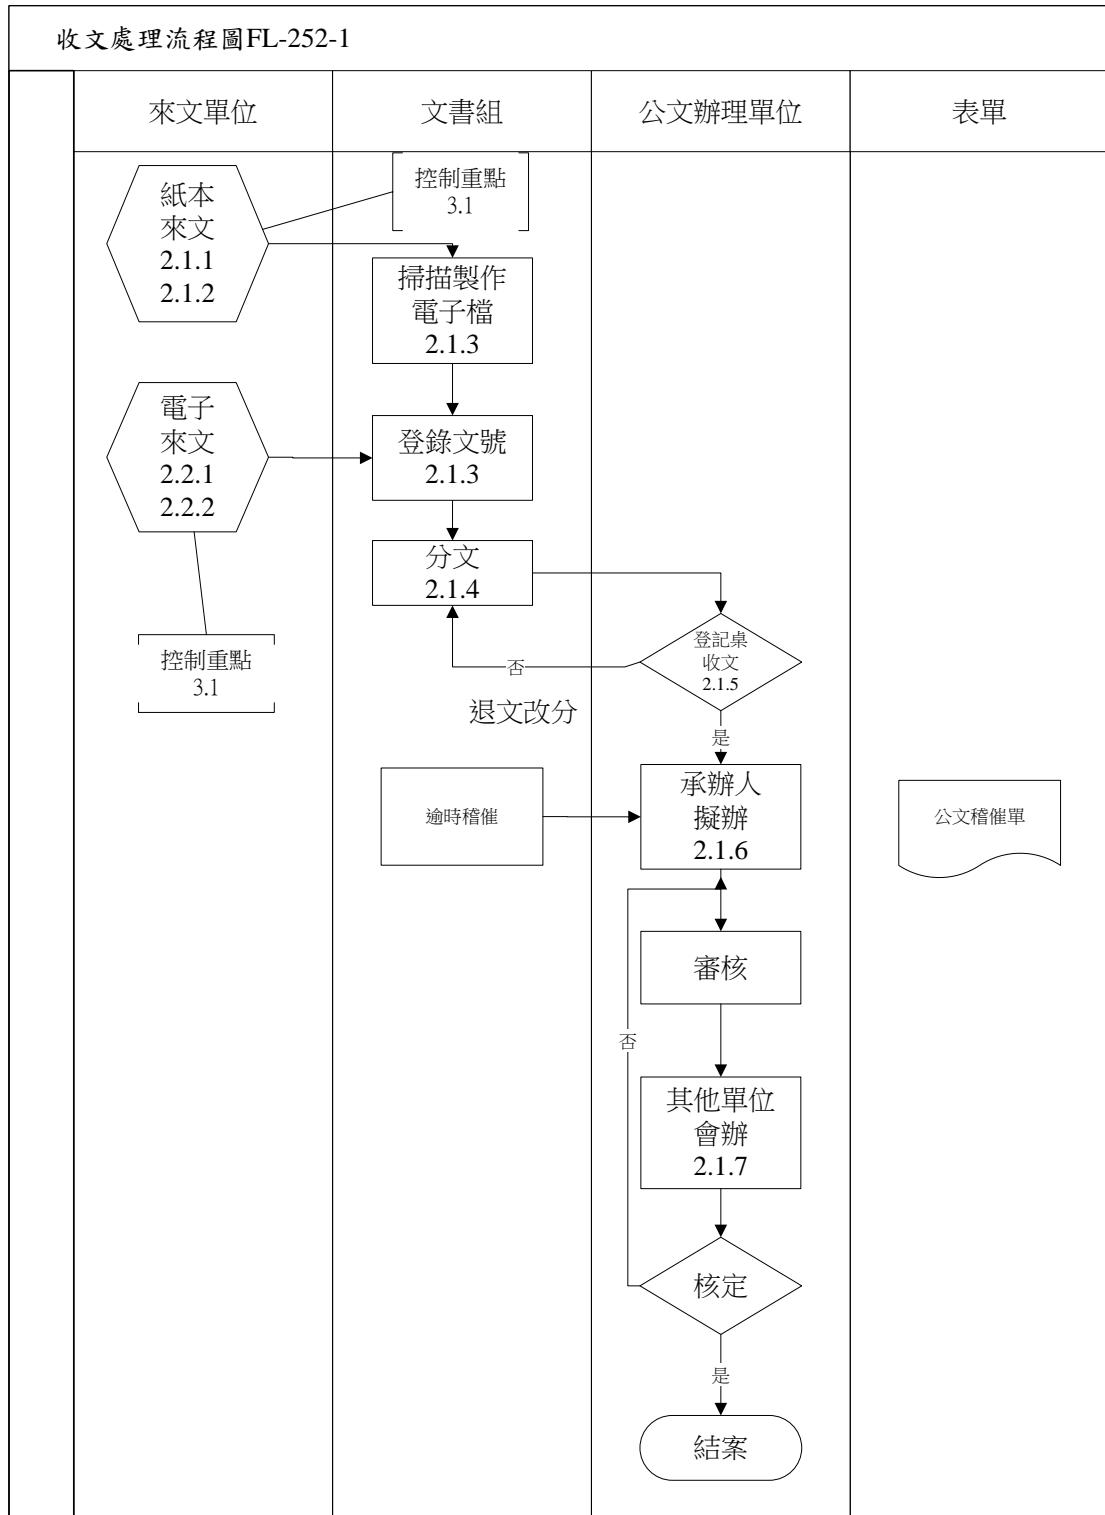 收文處理流程圖FL-252-1
來文單位
文書組
公文辦理單位
表單
紙本
來文
2.1.1
2.1.2
控制重點
3.1
掃描製作
電子檔
2.1.3
電子
來文
2.2.1
2.2.2
登錄文號
2.1.3
分文
2.1.4
控制重點
3.1
登記桌
收文
2.1.5
否
退文改分
是
逾時稽催
承辦人
擬辦
2.1.6
公文稽催單
審核
否
其他單位
會辦
2.1.7
核定
是
結案